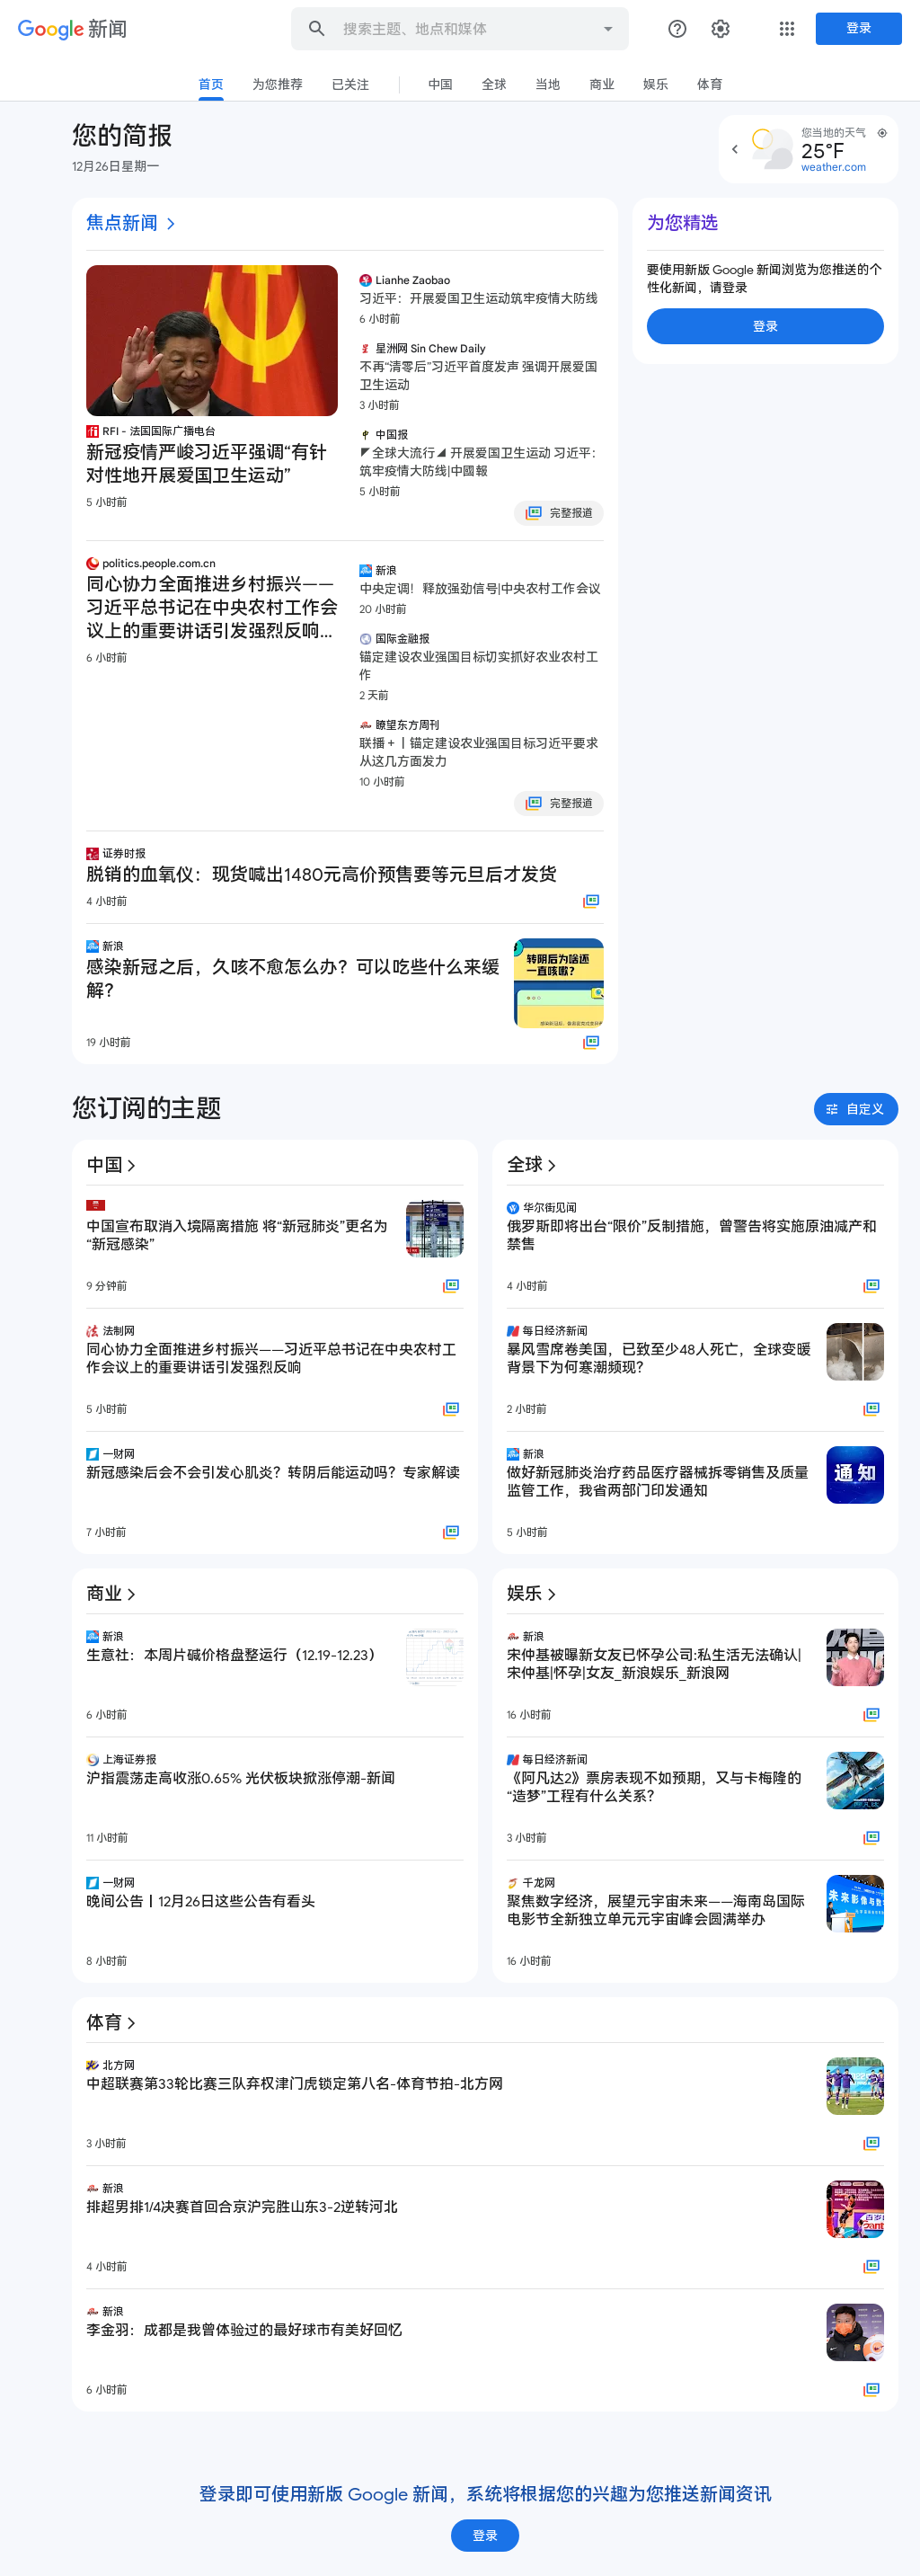 Google 新闻
搜索主题、地点和媒体
登录
首页 为您推荐 已关注 中国 全球 当地 商业 娱乐 体育
您的简报
12月26日星期一
您当地的天气
25°F
weather.com
焦点新闻
RFI - 法国国际广播电台
新冠疫情严峻习近平强调“有针
对性地开展爱国卫生运动”
5 小时前
Lianhe Zaobao
习近平：开展爱国卫生运动筑牢疫情大防线
6 小时前
星洲网 Sin Chew Daily
不再“清零后”习近平首度发声 强调开展爱国
卫生运动
3 小时前
中国报
◤全球大流行◢ 开展爱国卫生运动 习近平：
筑牢疫情大防线|中國報
5 小时前
完整报道
politics.people.com.cn
同心协力全面推进乡村振兴——
习近平总书记在中央农村工作会
议上的重要讲话引发强烈反响...
6 小时前
新浪
中央定调！释放强劲信号|中央农村工作会议
20 小时前
国际金融报
锚定建设农业强国目标切实抓好农业农村工
作
2 天前
瞭望东方周刊
联播＋丨锚定建设农业强国目标习近平要求
从这几方面发力
10 小时前
完整报道
证券时报
脱销的血氧仪：现货喊出1480元高价预售要等元旦后才发货
4 小时前
新浪
感染新冠之后，久咳不愈怎么办？可以吃些什么来缓
解？
19 小时前
转阴后为啥还
一直咳嗽？
为您精选
要使用新版 Google 新闻浏览为您推送的个
性化新闻，请登录
登录
您订阅的主题
自定义
中国
中国宣布取消入境隔离措施 将“新冠肺炎”更名为
“新冠感染”
9 分钟前
法制网
同心协力全面推进乡村振兴——习近平总书记在中央农村工
作会议上的重要讲话引发强烈反响
5 小时前
一财网
新冠感染后会不会引发心肌炎？转阴后能运动吗？专家解读
7 小时前
全球
华尔街见闻
俄罗斯即将出台“限价”反制措施，曾警告将实施原油减产和
禁售
4 小时前
每日经济新闻
暴风雪席卷美国，已致至少48人死亡，全球变暖
背景下为何寒潮频现？
2 小时前
新浪
做好新冠肺炎治疗药品医疗器械拆零销售及质量
监管工作，我省两部门印发通知
5 小时前
通知
商业
新浪
生意社：本周片碱价格盘整运行（12.19-12.23）
6 小时前
上海证券报
沪指震荡走高收涨0.65% 光伏板块掀涨停潮-新闻
11 小时前
一财网
晚间公告丨12月26日这些公告有看头
8 小时前
娱乐
新浪
宋仲基被曝新女友已怀孕公司:私生活无法确认|
宋仲基|怀孕|女友_新浪娱乐_新浪网
16 小时前
每日经济新闻
《阿凡达2》票房表现不如预期，又与卡梅隆的
“造梦”工程有什么关系？
3 小时前
千龙网
聚焦数字经济，展望元宇宙未来——海南岛国际
电影节全新独立单元元宇宙峰会圆满举办
16 小时前
未来影像与数
体育
北方网
中超联赛第33轮比赛三队弃权津门虎锁定第八名-体育节拍-北方网
3 小时前
新浪
排超男排1/4决赛首回合京沪完胜山东3-2逆转河北
4 小时前
新浪
李金羽：成都是我曾体验过的最好球市有美好回忆
6 小时前
登录即可使用新版 Google 新闻，系统将根据您的兴趣为您推送新闻资讯
登录